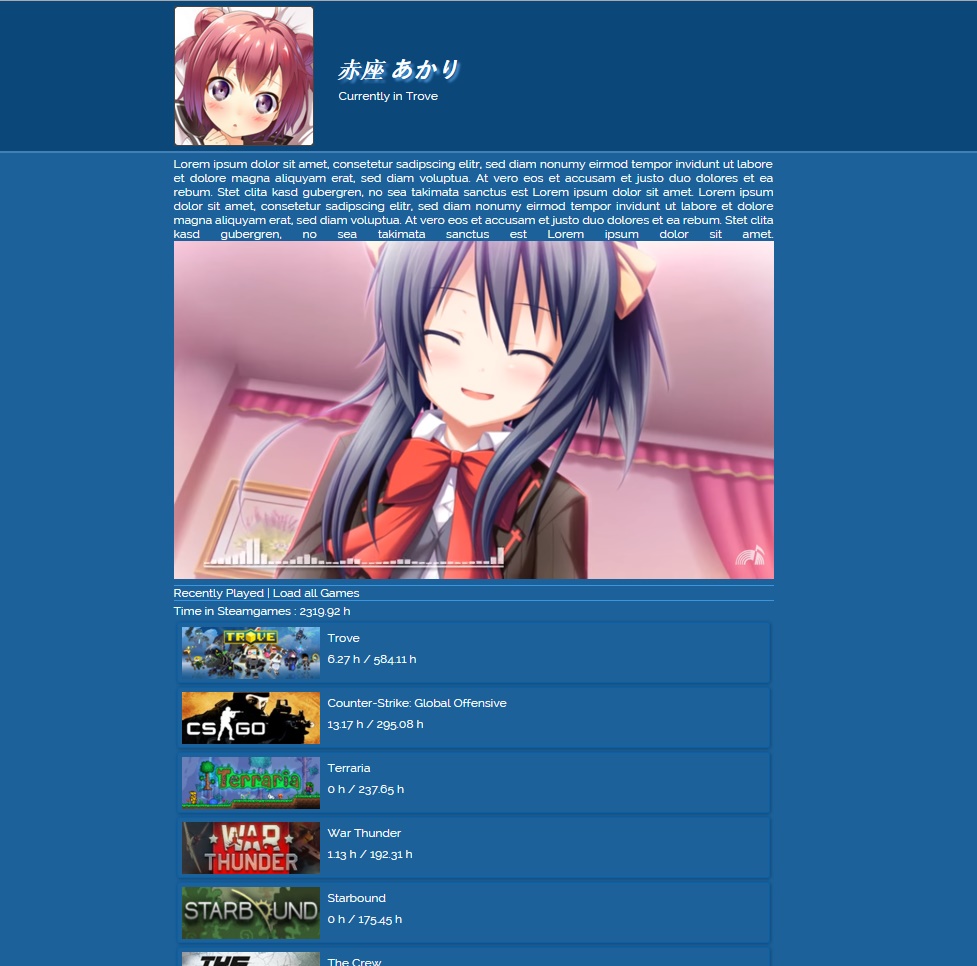 赤座 あかり
Currently in Trove
Lorem ipsum dolor sit amet, consetetur sadipscing elitr, sed diam nonumy eirmod tempor invidunt ut labore
et dolore magna aliquyam erat, sed diam voluptua. At vero eos et accusam et justo duo dolores et ea
rebum. Stet clita kasd gubergren, no sea takimata sanctus est Lorem ipsum dolor sit amet. Lorem ipsum
dolor sit amet, consetetur sadipscing elitr, sed diam nonumy eirmod tempor invidunt ut labore et dolore
magna aliquyam erat, sed diam voluptua. At vero eos et accusam et justo duo dolores et ea rebum. Stet clita
kasd gubergren, no sea takimata sanctus est Lorem ipsum dolor sit amet.
Recently Played | Load all Games
Time in Steamgames : 2319.92 h
TROVE
Trove
6.27 h / 584.11 h
CS GO
Counter-Strike: Global Offensive
13.17 h / 295.08 h
Terraria
Terraria
0 h / 237.65 h
WAR
THUNDER
War Thunder
1.13 h / 192.31 h
STARBOUND
Starbound
0 h / 175.45 h
THE
The Crew